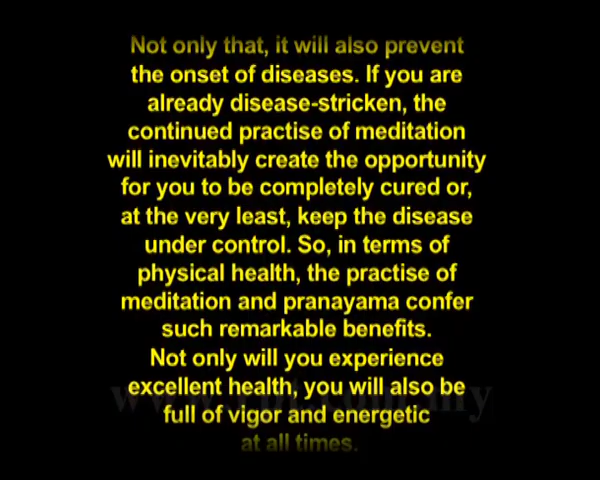 Not only that, it will also prevent
the onset of diseases. If you are
already disease-stricken, the
continued practise of meditation
will inevitably create the opportunity
for you to be completely cured or,
at the very least, keep the disease
under control. So, in terms of
physical health, the practise of
meditation and pranayama confer
such remarkable benefits.
Not only will you experience
excellent health, you will also be
full of vigor and energetic
at all times.